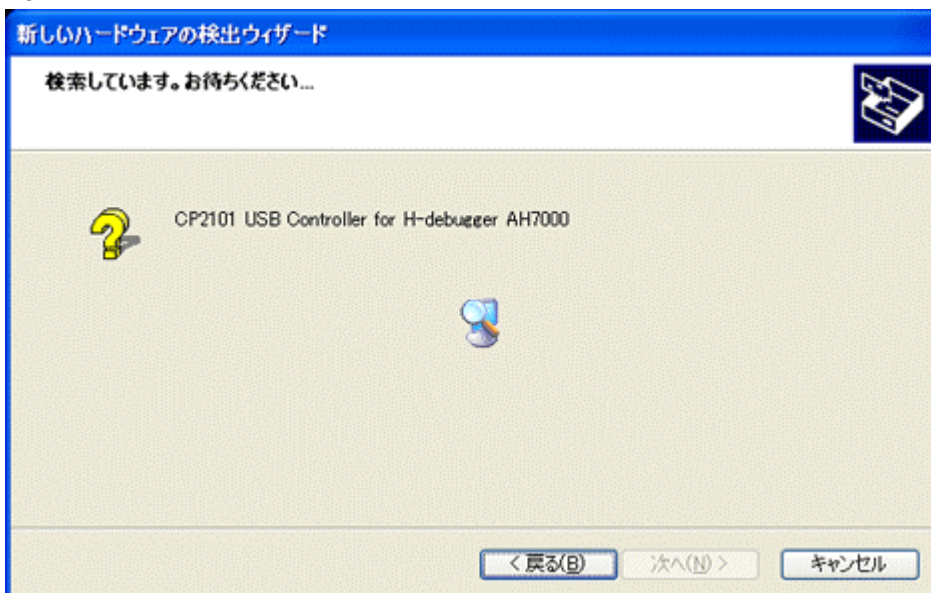 新しいハードウェアの検出ウィザード
検索しています。お待ちください...
CP2101 USB Controller for H-debugger AH7000
< 戻る(B)
次へ(N) >
キャンセル